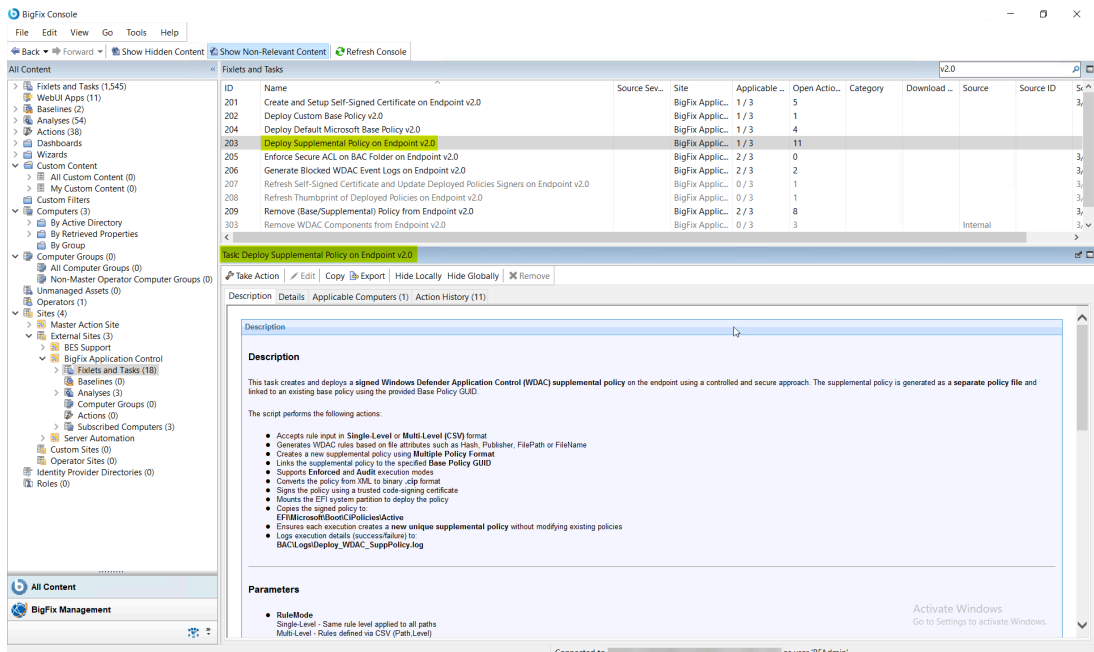 BigFix Console
File Edit View Go Tools Help
Back Forward Show Hidden Content Show Non-Relevant Content Refresh Console
All Content « Fixlets and Tasks v2.0
Fixlets and Tasks (1,545)
WebUI Apps (11)
Baselines (2)
Analyses (54)
Actions (38)
Dashboards
Wizards
Custom Content
All Custom Content (0)
My Custom Content (0)
Custom Filters
Computers (3)
By Active Directory
By Retrieved Properties
By Group
Computer Groups (0)
All Computer Groups (0)
Non-Master Operator Computer Groups (0)
Unmanaged Assets (0)
Operators (1)
Sites (4)
Master Action Site
External Sites (3)
BES Support
BigFix Application Control
Fixlets and Tasks (18)
Baselines (0)
Analyses (3)
Computer Groups (0)
Actions (0)
Subscribed Computers (3)
Server Automation
Custom Sites (0)
Operator Sites (0)
Identity Provider Directories (0)
Roles (0)
All Content
BigFix Management
ID Name Source Sev... Site Applicable ... Open Actio... Category Download ... Source Source ID
201 Create and Setup Self-Signed Certificate on Endpoint v2.0 BigFix Applic... 1 / 3 5 3/
202 Deploy Custom Base Policy v2.0 BigFix Applic... 1 / 3 1
204 Deploy Default Microsoft Base Policy v2.0 BigFix Applic... 1 / 3 4
203 Deploy Supplemental Policy on Endpoint v2.0 BigFix Applic... 1 / 3 11
205 Enforce Secure ACL on BAC Folder on Endpoint v2.0 BigFix Applic... 2 / 3 0 3/
206 Generate Blocked WDAC Event Logs on Endpoint v2.0 BigFix Applic... 2 / 3 2 3/
207 Refresh Self-Signed Certificate and Update Deployed Policies Signers on Endpoint v2.0 BigFix Applic... 0 / 3 1 3/
208 Refresh Thumbprint of Deployed Policies on Endpoint v2.0 BigFix Applic... 0 / 3 1 3/
209 Remove (Base/Supplemental) Policy from Endpoint v2.0 BigFix Applic... 2 / 3 8 3/
303 Remove WDAC Components from Endpoint v2.0 BigFix Applic... 0 / 3 3 Internal 3/
Task: Deploy Supplemental Policy on Endpoint v2.0
Take Action Edit Copy Export Hide Locally Hide Globally Remove
Description Details Applicable Computers (1) Action History (11)
Description
Description
This task creates and deploys a signed Windows Defender Application Control (WDAC) supplemental policy on the endpoint using a controlled and secure approach. The supplemental policy is generated as a separate policy file and
linked to an existing base policy using the provided Base Policy GUID.
The script performs the following actions:
● Accepts rule input in Single-Level or Multi-Level (CSV) format
● Generates WDAC rules based on file attributes such as Hash, Publisher, FilePath or FileName
● Creates a new supplemental policy using Multiple Policy Format
● Links the supplemental policy to the specified Base Policy GUID
● Supports Enforced and Audit execution modes
● Converts the policy from XML to binary .cip format
● Signs the policy using a trusted code-signing certificate
● Mounts the EFI system partition to deploy the policy
● Copies the signed policy to:
EFI\Microsoft\Boot\CiPolicies\Active
● Ensures each execution creates a new unique supplemental policy without modifying existing policies
● Logs execution details (success/failure) to:
BAC\Logs\Deploy_WDAC_SuppPolicy.log
Parameters
● RuleMode
Single-Level - Same rule level applied to all paths
Multi-Level - Rules defined via CSV (Path,Level)
Activate Windows
Go to Settings to activate Windows.